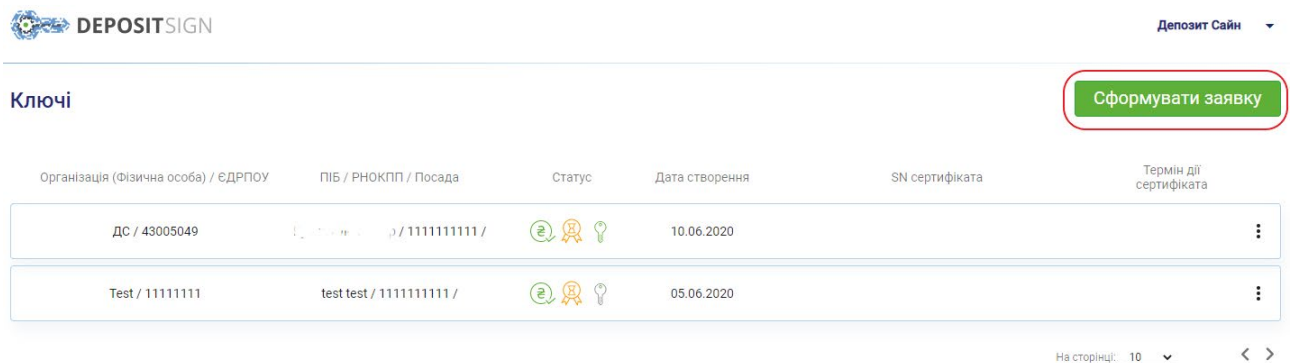 DEPOSITSIGN
Депозит Сайн
Ключі
Сформувати заявку
Організація (Фізична особа) / ЄДРПОУ ПІБ / РНОКПП / Посада Статус Дата створення SN сертифіката Термін дії
сертифіката
ДС / 43005049 / 1111111111 / 10.06.2020
Test / 11111111 test test / 1111111111 / 05.06.2020
На сторінці: 10